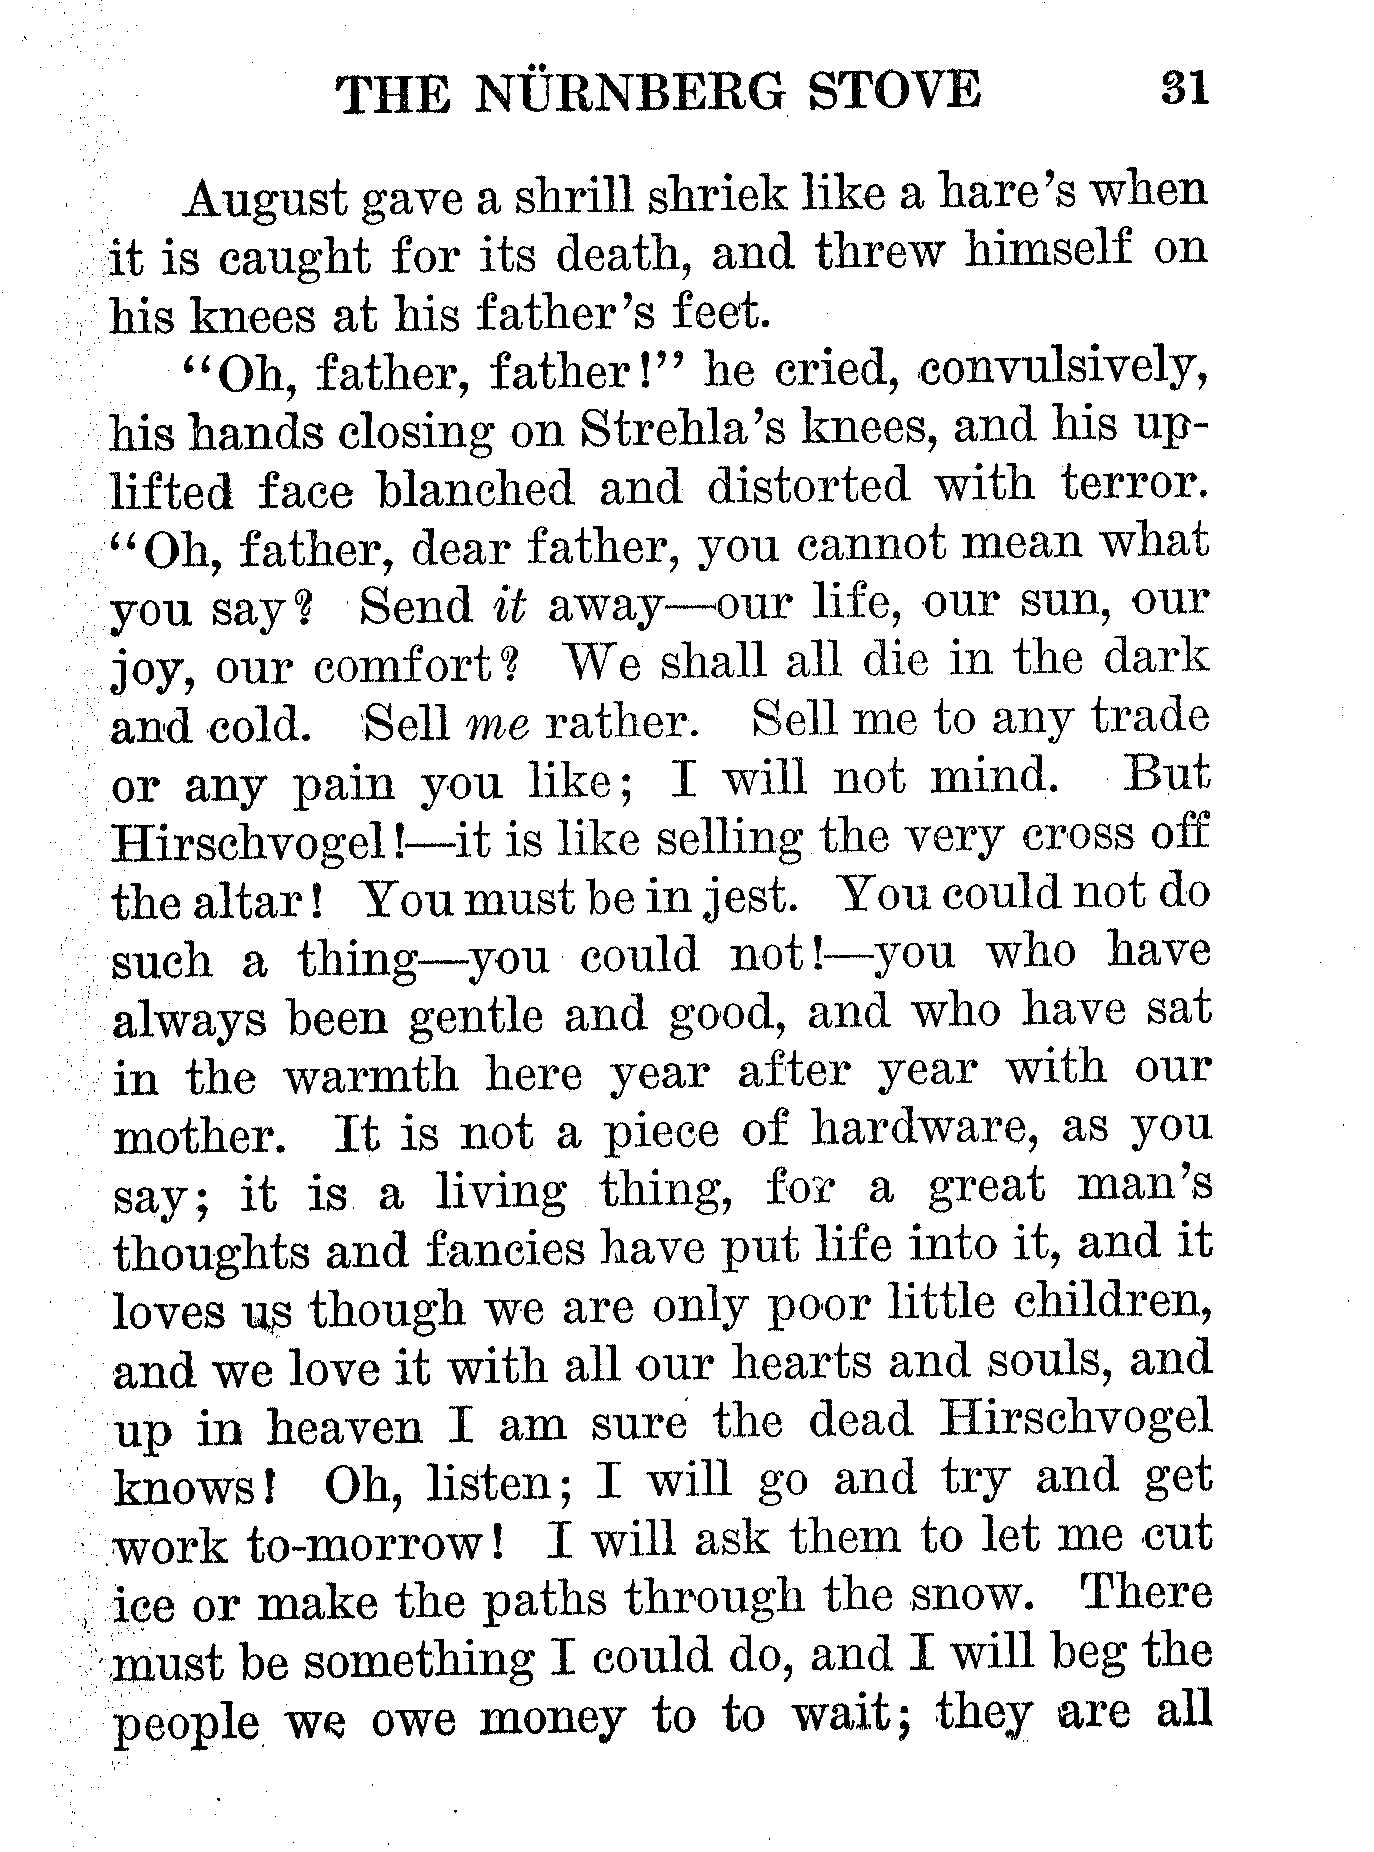 THE NÜRNBERG STOVE 31
August gave a shrill shriek like a hare's when
it is caught for its death, and threw himself on
his knees at his father's feet.
"Oh, father, father!" he cried, convulsively,
his hands closing on Strehla's knees, and his up-
lifted face blanched and distorted with terror.
"Oh, father, dear father, you cannot mean what
you say? Send it away—our life, our sun, our
joy, our comfort? We shall all die in the dark
and cold. Sell me rather. Sell me to any trade
or any pain you like; I will not mind. But
Hirschvogel!—it is like selling the very cross off
the altar! You must be in jest. You could not do
such a thing—you could not!—you who have
always been gentle and good, and who have sat
in the warmth here year after year with our
mother. It is not a piece of hardware, as you
say; it is a living thing, for a great man's
thoughts and fancies have put life into it, and it
loves us though we are only poor little children,
and we love it with all our hearts and souls, and
up in heaven I am sure the dead Hirschvogel
knows! Oh, listen; I will go and try and get
work to-morrow! I will ask them to let me cut
ice or make the paths through the snow. There
must be something I could do, and I will beg the
people we owe money to to wait; they are all